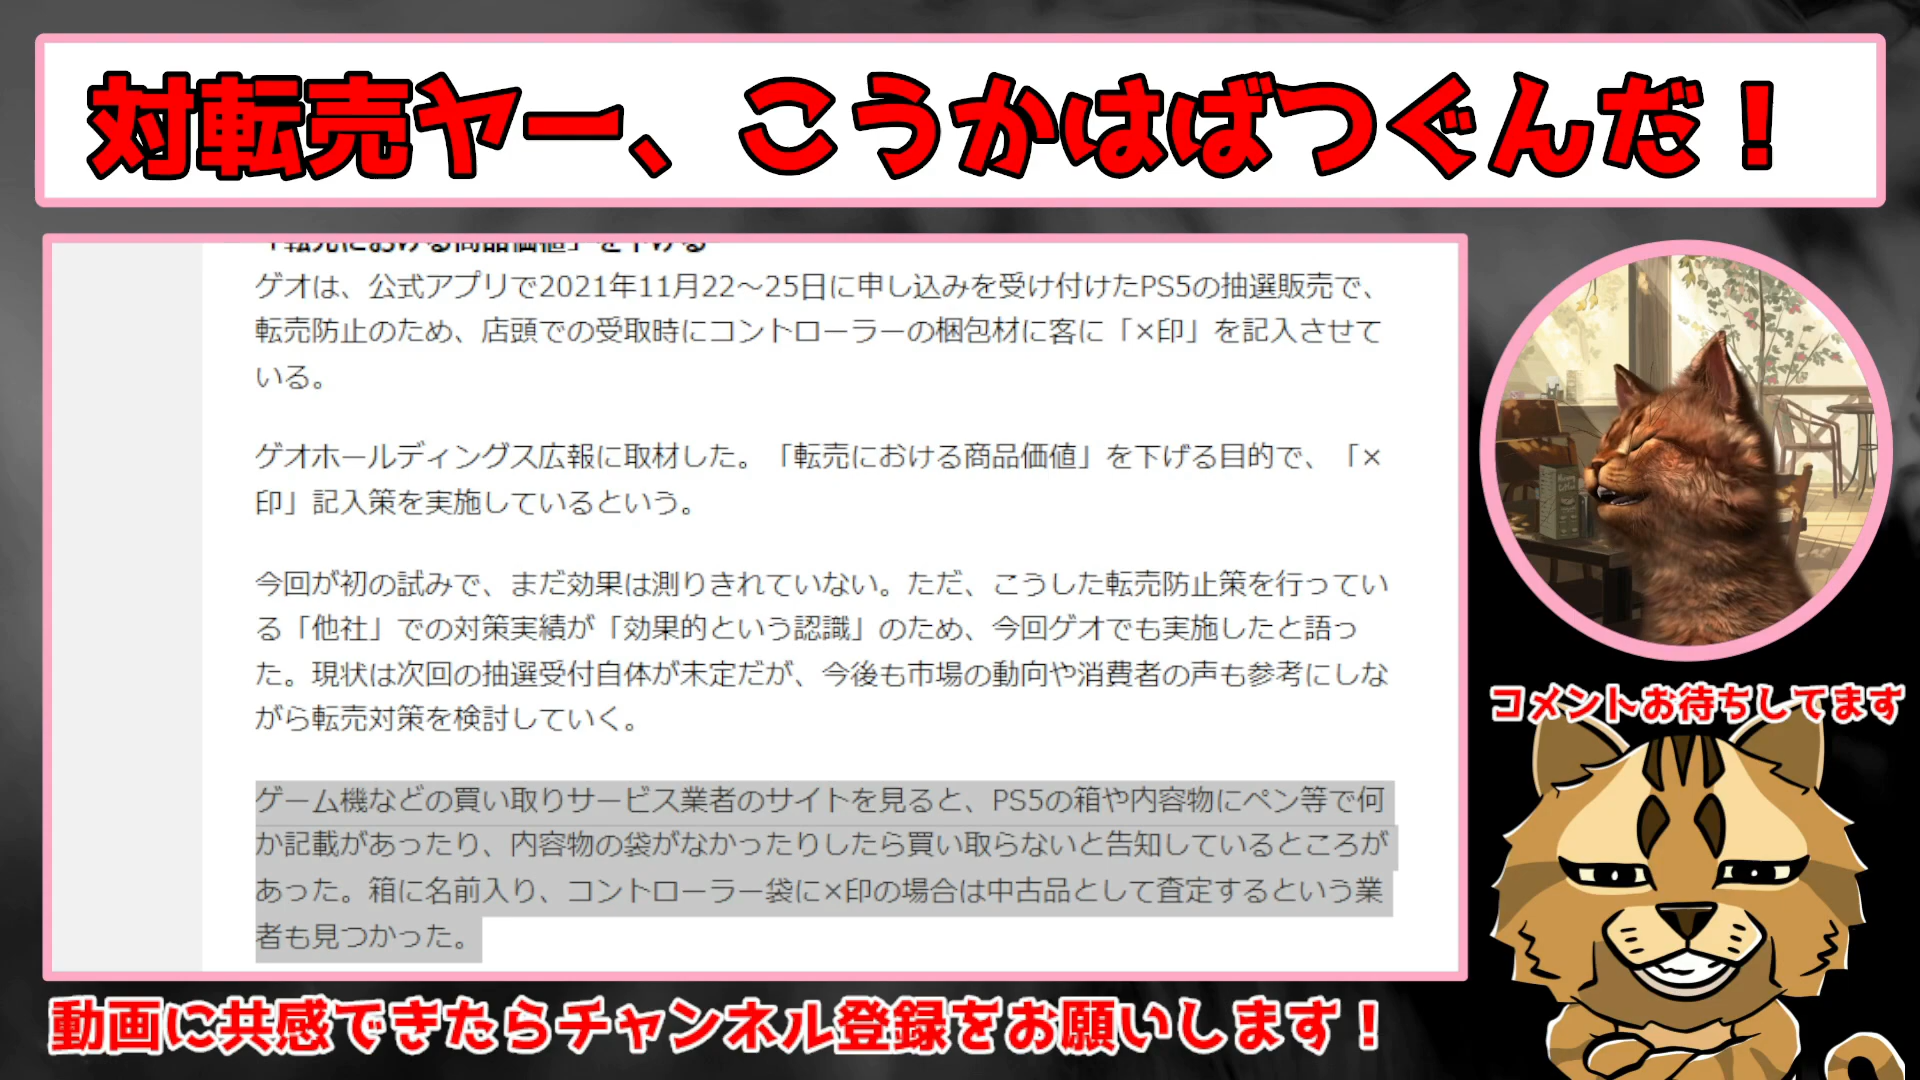 対転売ヤー、こうかはばつぐんだ！
「転売における商品価値」を下げる
ゲオは、公式アプリで2021年11月22～25日に申し込みを受け付けたPS5の抽選販売で、
転売防止のため、店頭での受取時にコントローラーの梱包材に客に「×印」を記入させて
いる。
ゲオホールディングス広報に取材した。「転売における商品価値」を下げる目的で、「×
印」記入策を実施しているという。
今回が初の試みで、まだ効果は測りきれていない。ただ、こうした転売防止策を行ってい
る「他社」での対策実績が「効果的という認識」のため、今回ゲオでも実施したと語っ
た。現状は次回の抽選受付自体が未定だが、今後も市場の動向や消費者の声も参考にしな
がら転売対策を検討していく。
ゲーム機などの買い取りサービス業者のサイトを見ると、PS5の箱や内容物にペン等で何
か記載があったり、内容物の袋がなかったりしたら買い取らないと告知しているところが
あった。箱に名前入り、コントローラー袋に×印の場合は中古品として査定するという業
者も見つかった。
コメントお待ちしてます
動画に共感できたらチャンネル登録をお願いします！